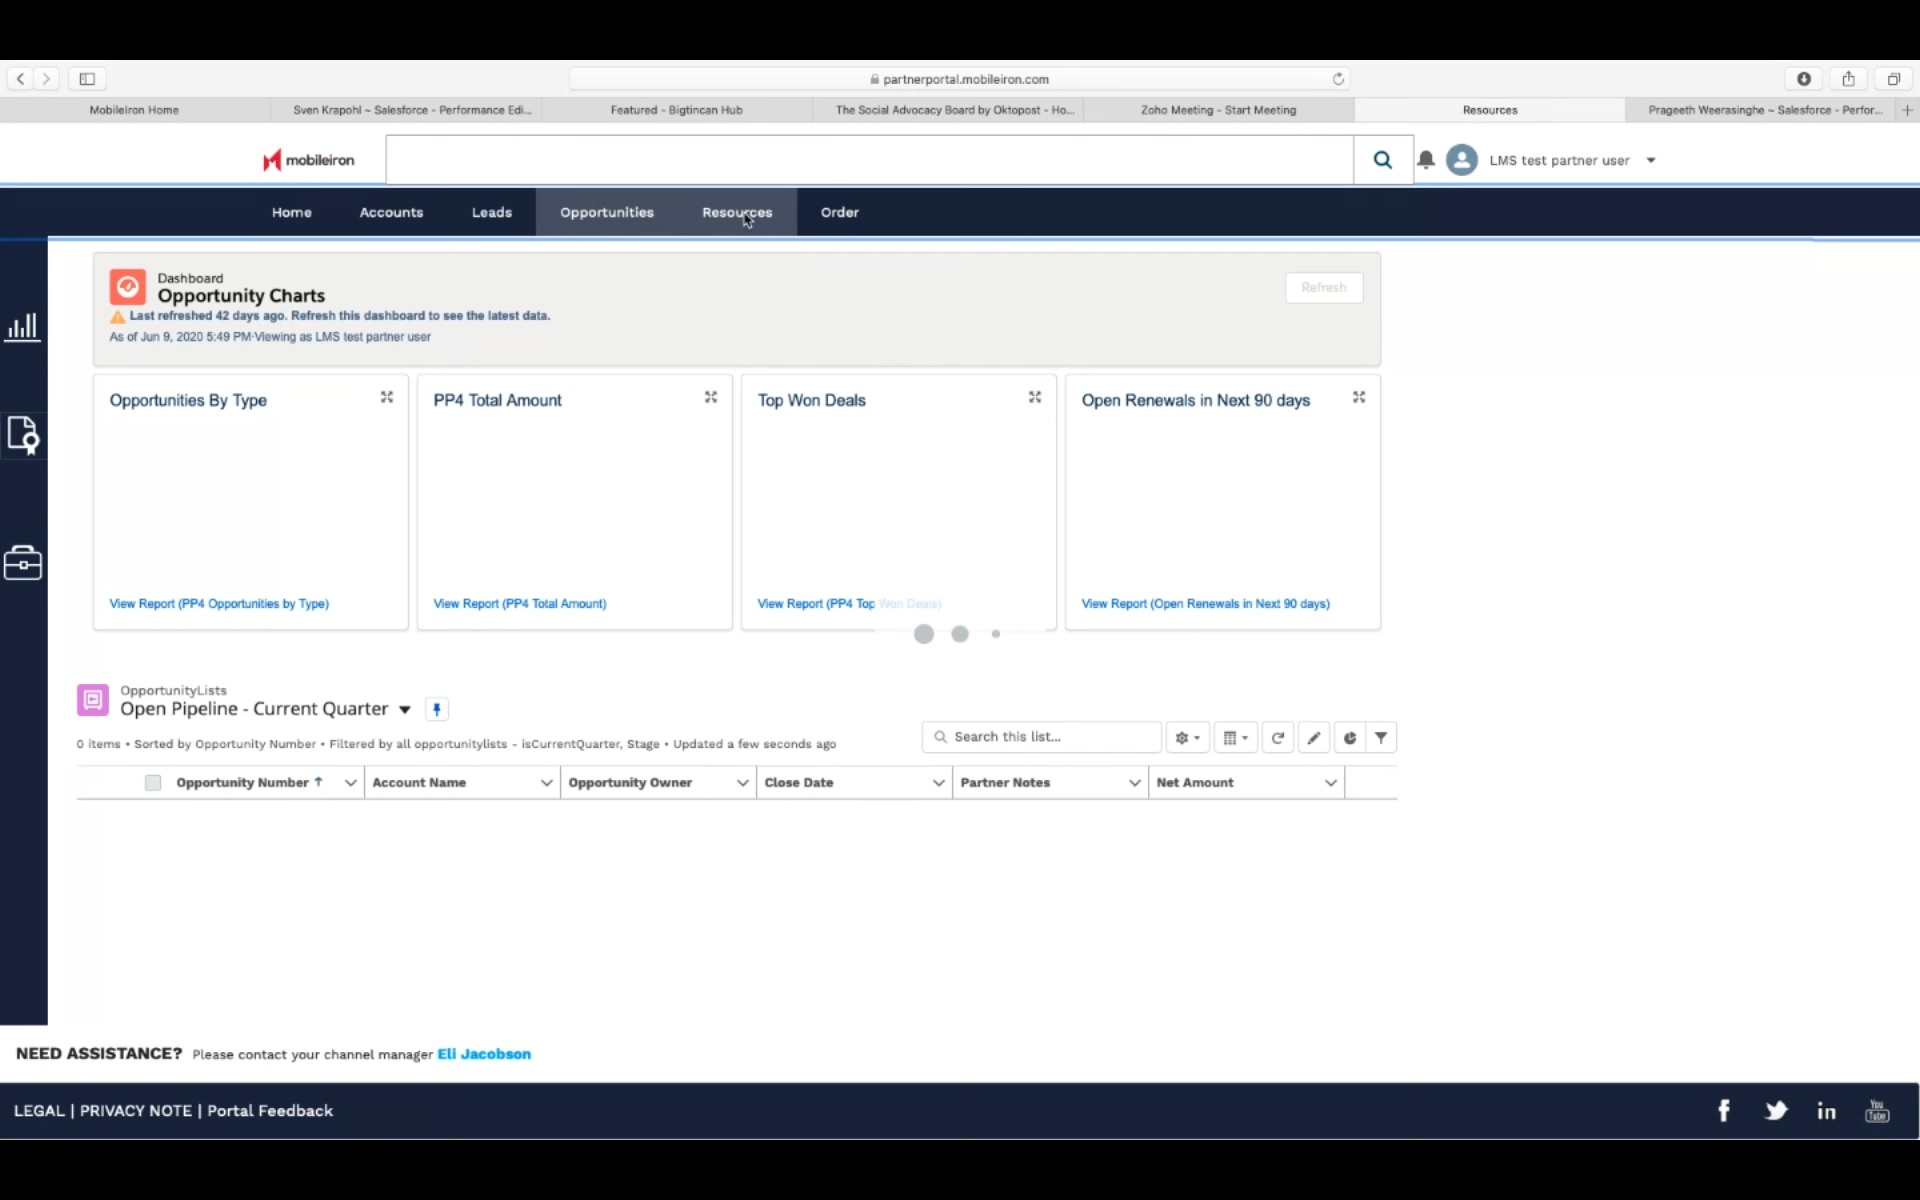 partnerportal.mobileiron.com
MobileIron Home
Sven Krapohl ~ Salesforce - Performance Edi...
Featured - Bigtincan Hub
The Social Advocacy Board by Oktopost - Ho...
Zoho Meeting - Start Meeting
Resources
Prageeth Weerasinghe ~ Salesforce - Perfor...
mobileiron
LMS test partner user
Home
Accounts
Leads
Opportunities
Resources
Order
Dashboard
Opportunity Charts
Last refreshed 42 days ago. Refresh this dashboard to see the latest data.
As of Jun 9, 2020 5:49 PM·Viewing as LMS test partner user
Refresh
Opportunities By Type
PP4 Total Amount
Top Won Deals
Open Renewals in Next 90 days
View Report (PP4 Opportunities by Type)
View Report (PP4 Total Amount)
View Report (PP4 Top Won Deals)
View Report (Open Renewals in Next 90 days)
OpportunityLists
Open Pipeline - Current Quarter
0 items • Sorted by Opportunity Number • Filtered by all opportunitylists - isCurrentQuarter, Stage • Updated a few seconds ago
Search this list...
Opportunity Number
Account Name
Opportunity Owner
Close Date
Partner Notes
Net Amount
NEED ASSISTANCE? Please contact your channel manager Eli Jacobson
LEGAL | PRIVACY NOTE | Portal Feedback
You
Tube